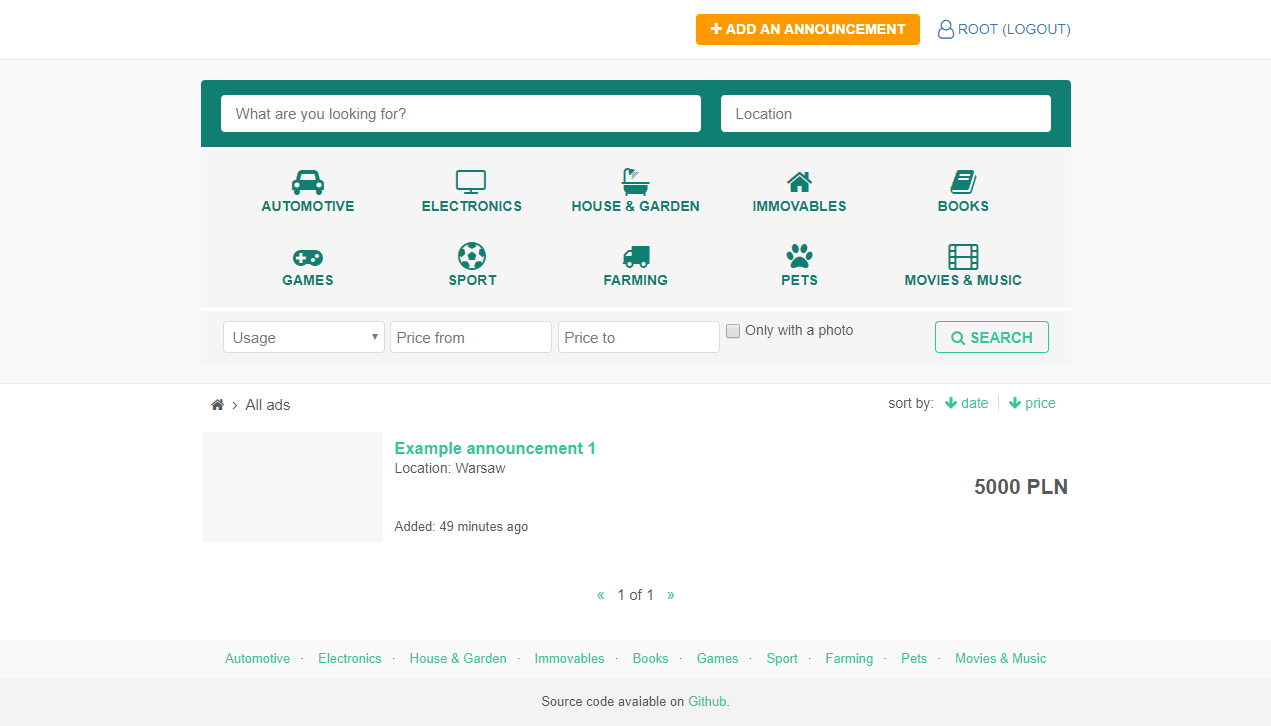 ADD AN ANNOUNCEMENT ROOT (LOGOUT)
What are you looking for? Location
AUTOMOTIVE ELECTRONICS HOUSE & GARDEN IMMOVABLES BOOKS
GAMES SPORT FARMING PETS MOVIES & MUSIC
Usage Price from Price to Only with a photo SEARCH
All ads sort by: date price
Example announcement 1
Location: Warsaw
5000 PLN
Added: 49 minutes ago
« 1 of 1 »
Automotive · Electronics · House & Garden · Immovables · Books · Games · Sport · Farming · Pets · Movies & Music
Source code avaiable on Github.